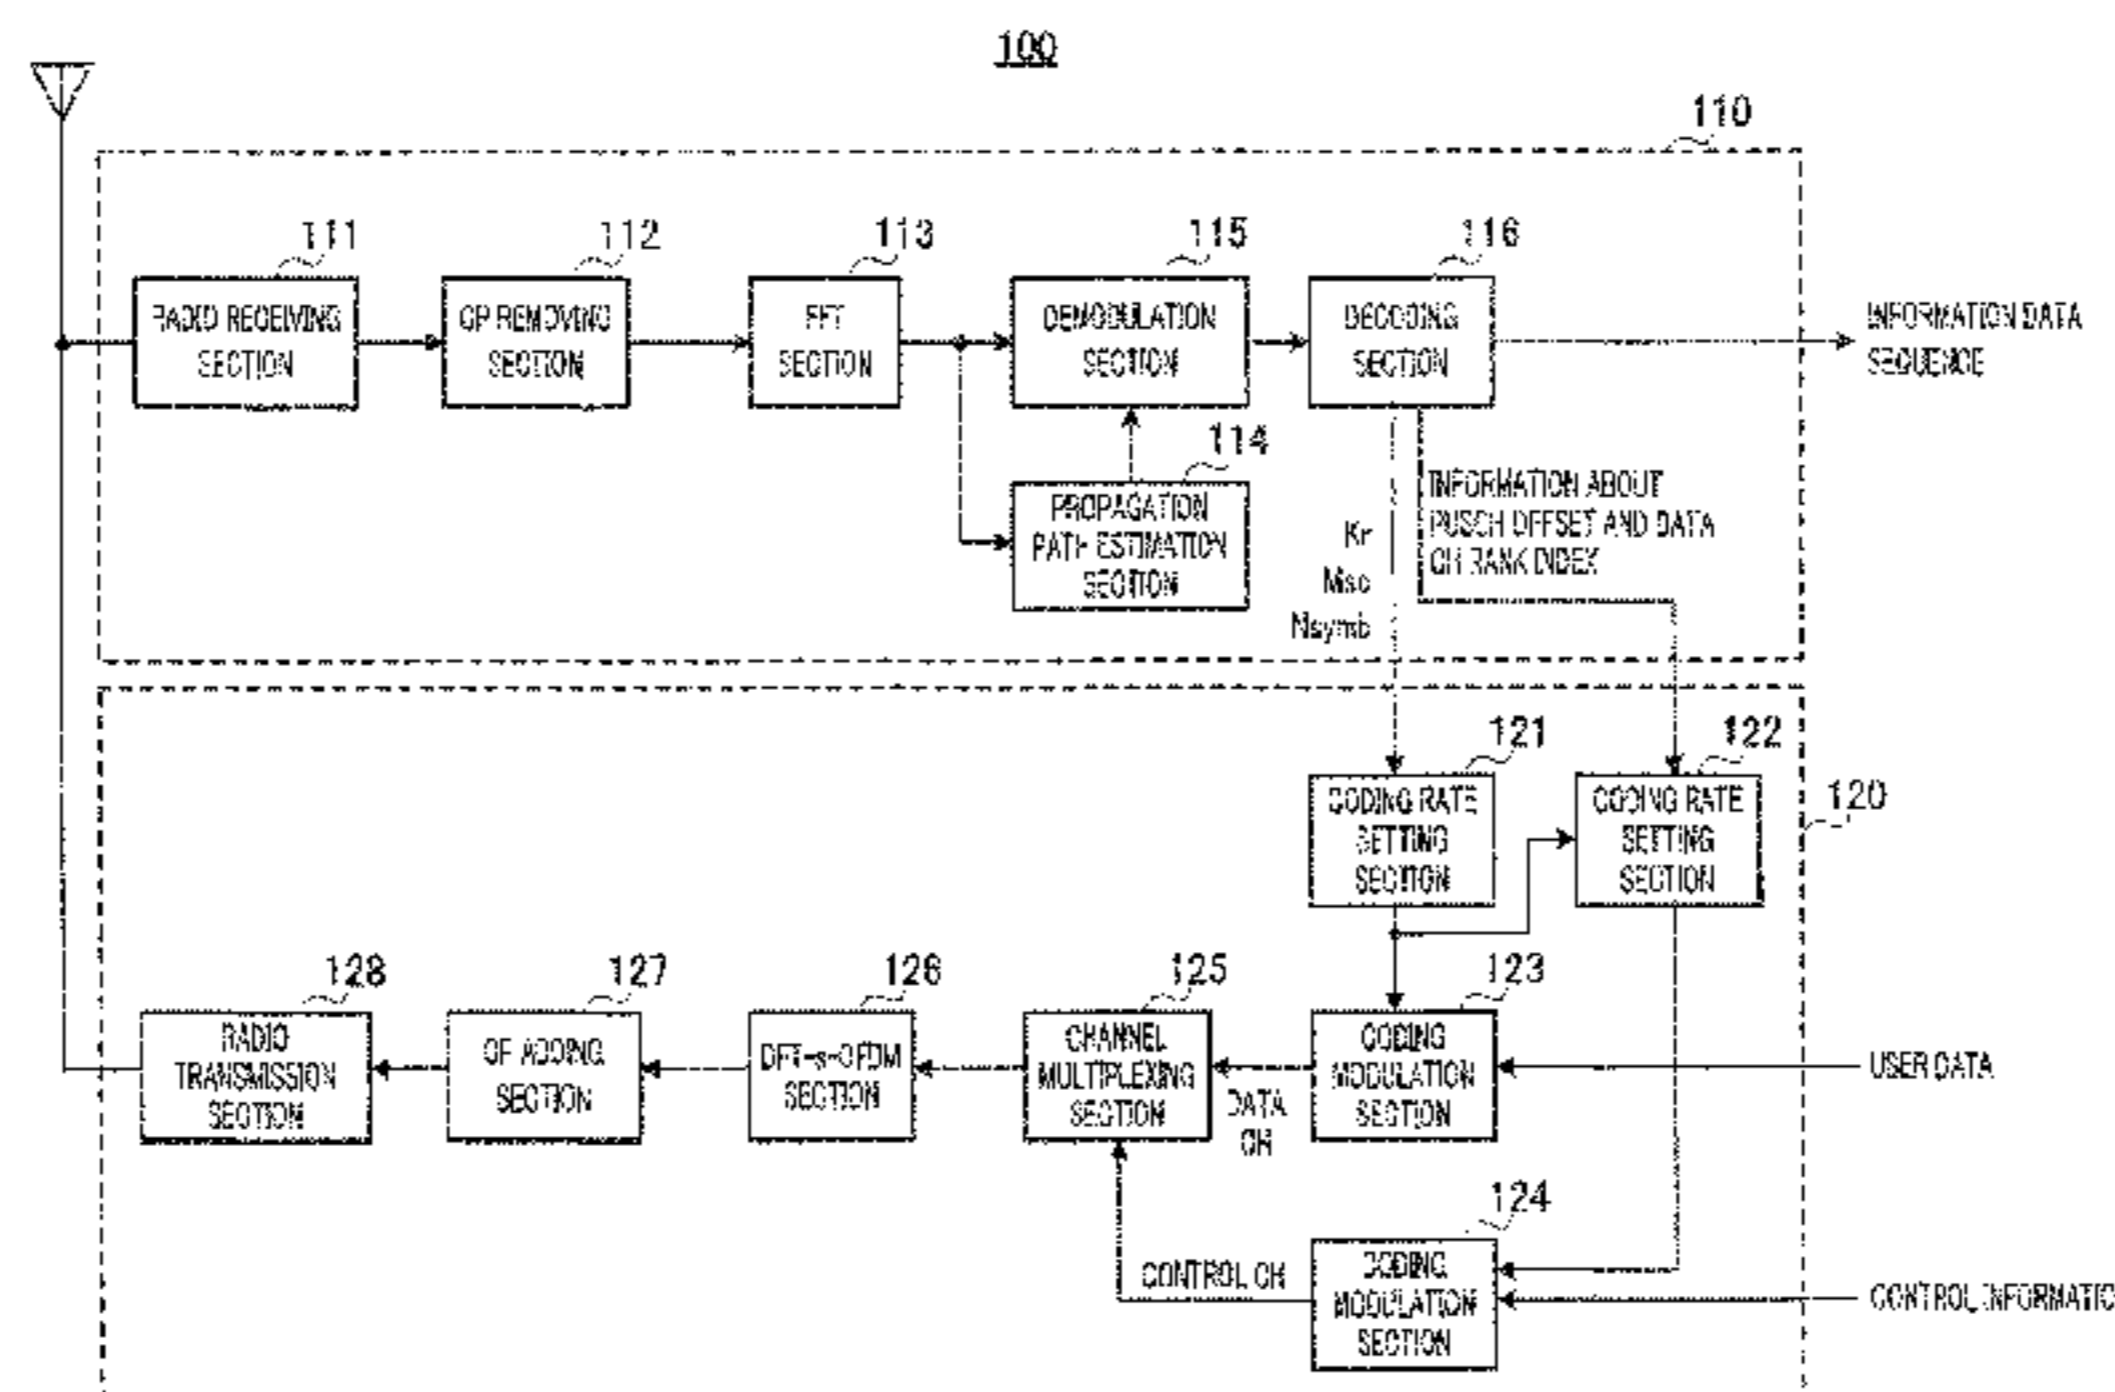 100
110
111
112
113
115
116
RADIO RECEIVING
SECTION
CP REMOVING
SECTION
FFT
SECTION
DEMODULATION
SECTION
DECODING
SECTION
INFORMATION DATA
SEQUENCE
114
PROPAGATION
PATH ESTIMATION
SECTION
Kr
Msc
Nsymb
INFORMATION ABOUT
PUSCH OFFSET AND DATA
CH RANK INDEX
121
122
120
CODING RATE
SETTING
SECTION
CODING RATE
SETTING
SECTION
128
127
126
125
123
RADIO
TRANSMISSION
SECTION
CP ADDING
SECTION
DFT-s-OFDM
SECTION
CHANNEL
MULTIPLEXING
SECTION
DATA
CH
CODING
MODULATION
SECTION
USER DATA
124
CONTROL CH
CODING
MODULATION
SECTION
CONTROL INFORMATIO